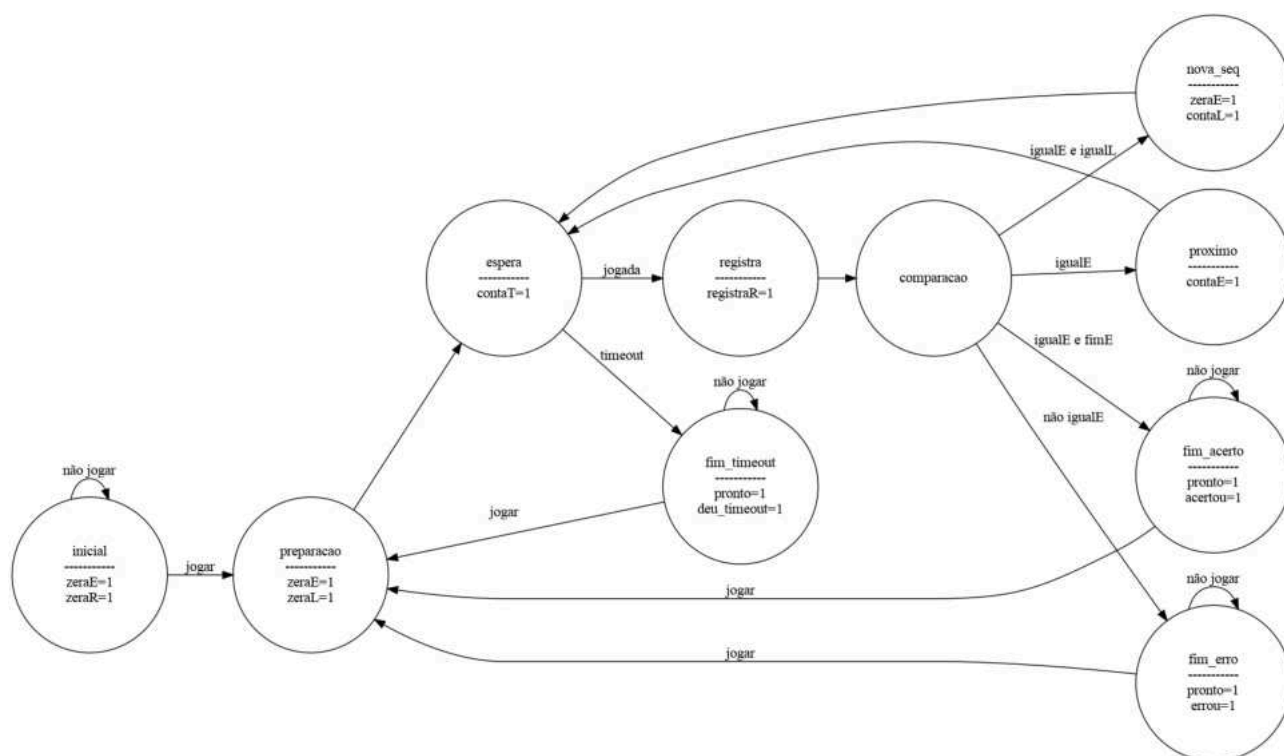 nova_seq
-----------
zeraE=1
contaL=1
igualE e igualL
espera
-----------
contaT=1
jogada
registra
-----------
registraR=1
comparacao
igualE
proximo
-----------
contaE=1
timeout
igualE e fimE
não jogar
não jogar
não igualE
fim_timeout
-----------
pronto=1
deu_timeout=1
fim_acerto
-----------
pronto=1
acertou=1
não jogar
jogar
inicial
-----------
zeraE=1
zeraR=1
jogar
preparacao
-----------
zeraE=1
zeraL=1
jogar
não jogar
jogar
fim_erro
-----------
pronto=1
errou=1